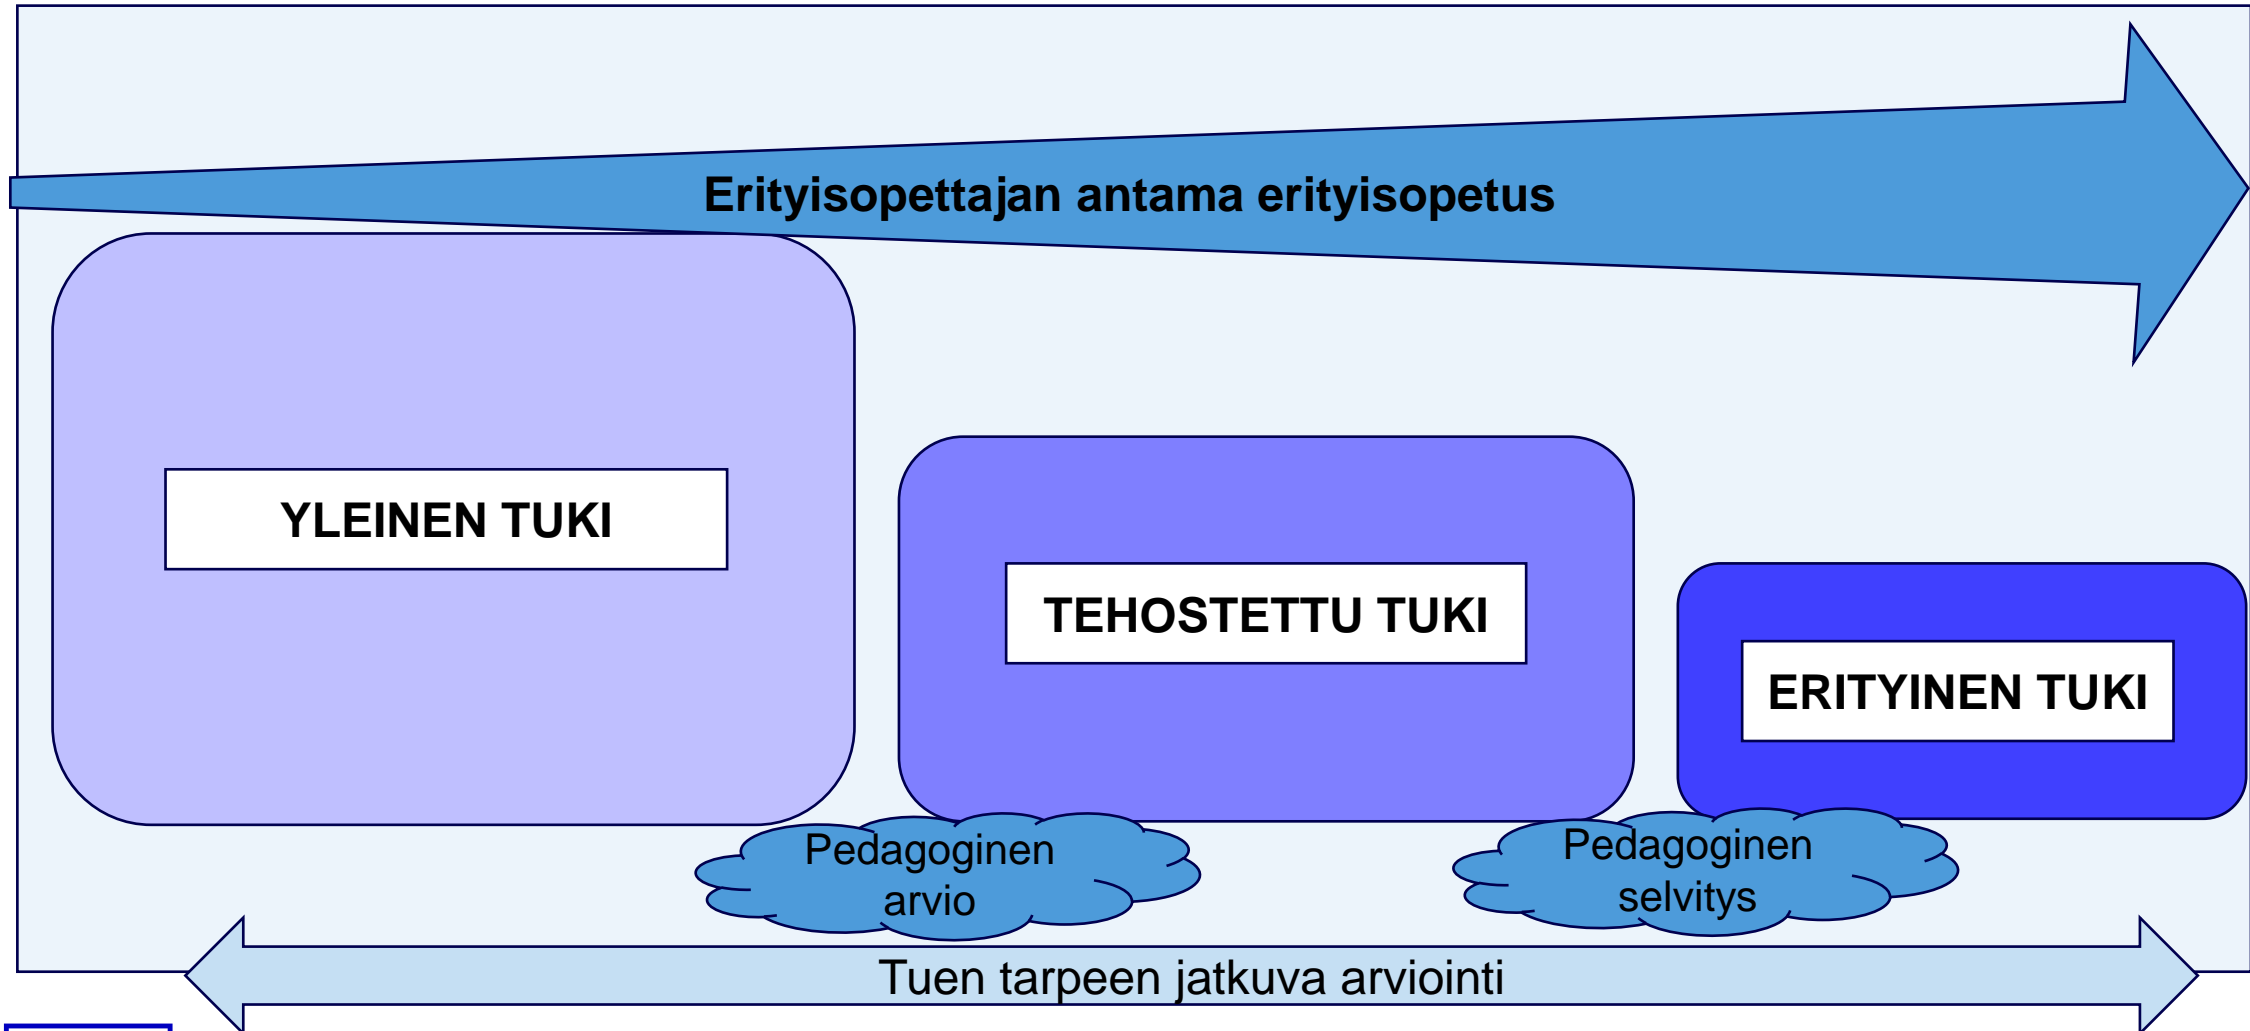 Erityisopettajan antama erityisopetus
YLEINEN TUKI
TEHOSTETTU TUKI
ERITYINEN TUKI
Pedagoginen
arvio
Pedagoginen
selvitys
Tuen tarpeen jatkuva arviointi